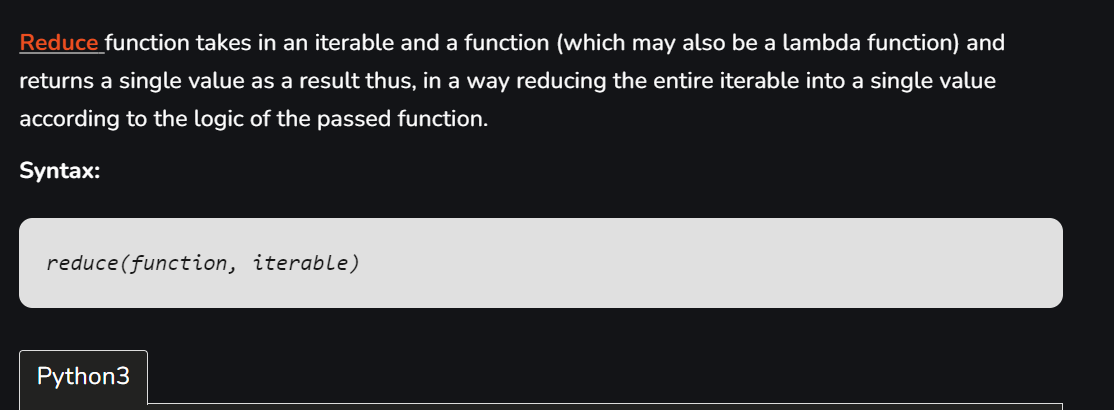 Reduce function takes in an iterable and a function (which may also be a lambda function) and
returns a single value as a result thus, in a way reducing the entire iterable into a single value
according to the logic of the passed function.
Syntax:
reduce(function, iterable)
Python3